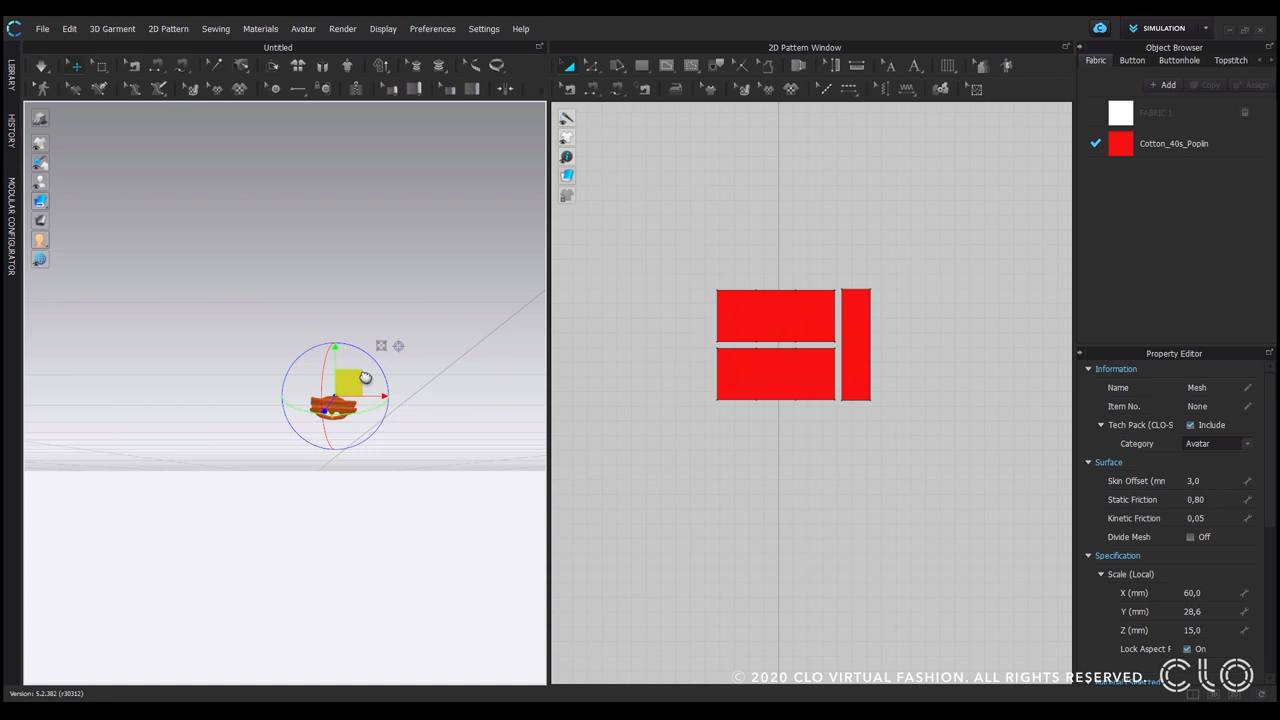 File Edit 3D Garment 2D Pattern Sewing Materials Avatar Render Display Preferences Settings Help
SIMULATION
Untitled
2D Pattern Window
Object Browser
Fabric Button Buttonhole Topstitch
Add Copy Assign
FABRIC 1
Cotton_40s_Poplin
LIBRARY
HISTORY
MODULAR CONFIGURATOR
Property Editor
Information
Name Mesh
Item No. None
Tech Pack (CLO-S Include
Category Avatar
Surface
Skin Offset (mn 3,0
Static Friction 0,80
Kinetic Friction 0,05
Divide Mesh Off
Specification
Scale (Local)
X (mm) 60,0
Y (mm) 28,6
Z (mm) 15,0
Lock Aspect F On
© 2020 CLO VIRTUAL FASHION. ALL RIGHTS RESERVED. CLO
Version: 5.2.382 (r30312)